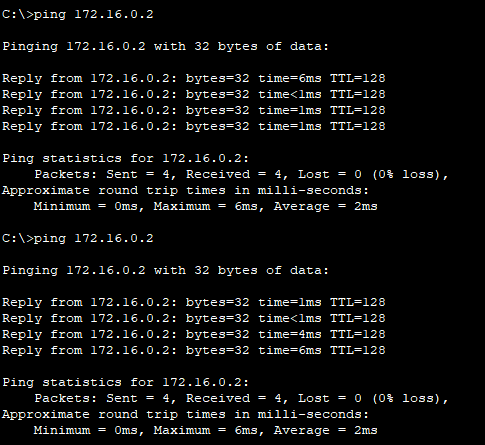 C:\>ping 172.16.0.2
Pinging 172.16.0.2 with 32 bytes of data:
Reply from 172.16.0.2: bytes=32 time=6ms TTL=128
Reply from 172.16.0.2: bytes=32 time<1ms TTL=128
Reply from 172.16.0.2: bytes=32 time=1ms TTL=128
Reply from 172.16.0.2: bytes=32 time=1ms TTL=128
Ping statistics for 172.16.0.2:
    Packets: Sent = 4, Received = 4, Lost = 0 (0% loss),
Approximate round trip times in milli-seconds:
    Minimum = 0ms, Maximum = 6ms, Average = 2ms
C:\>ping 172.16.0.2
Pinging 172.16.0.2 with 32 bytes of data:
Reply from 172.16.0.2: bytes=32 time=1ms TTL=128
Reply from 172.16.0.2: bytes=32 time<1ms TTL=128
Reply from 172.16.0.2: bytes=32 time=4ms TTL=128
Reply from 172.16.0.2: bytes=32 time=6ms TTL=128
Ping statistics for 172.16.0.2:
    Packets: Sent = 4, Received = 4, Lost = 0 (0% loss),
Approximate round trip times in milli-seconds:
    Minimum = 0ms, Maximum = 6ms, Average = 2ms